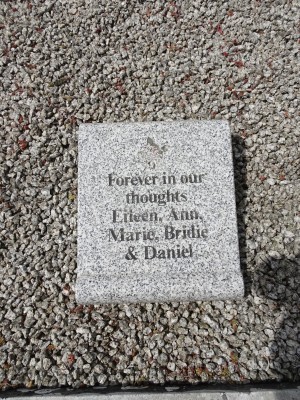 Forever in our
thoughts
Eileen, Ann,
Marie, Bridie
& Daniel